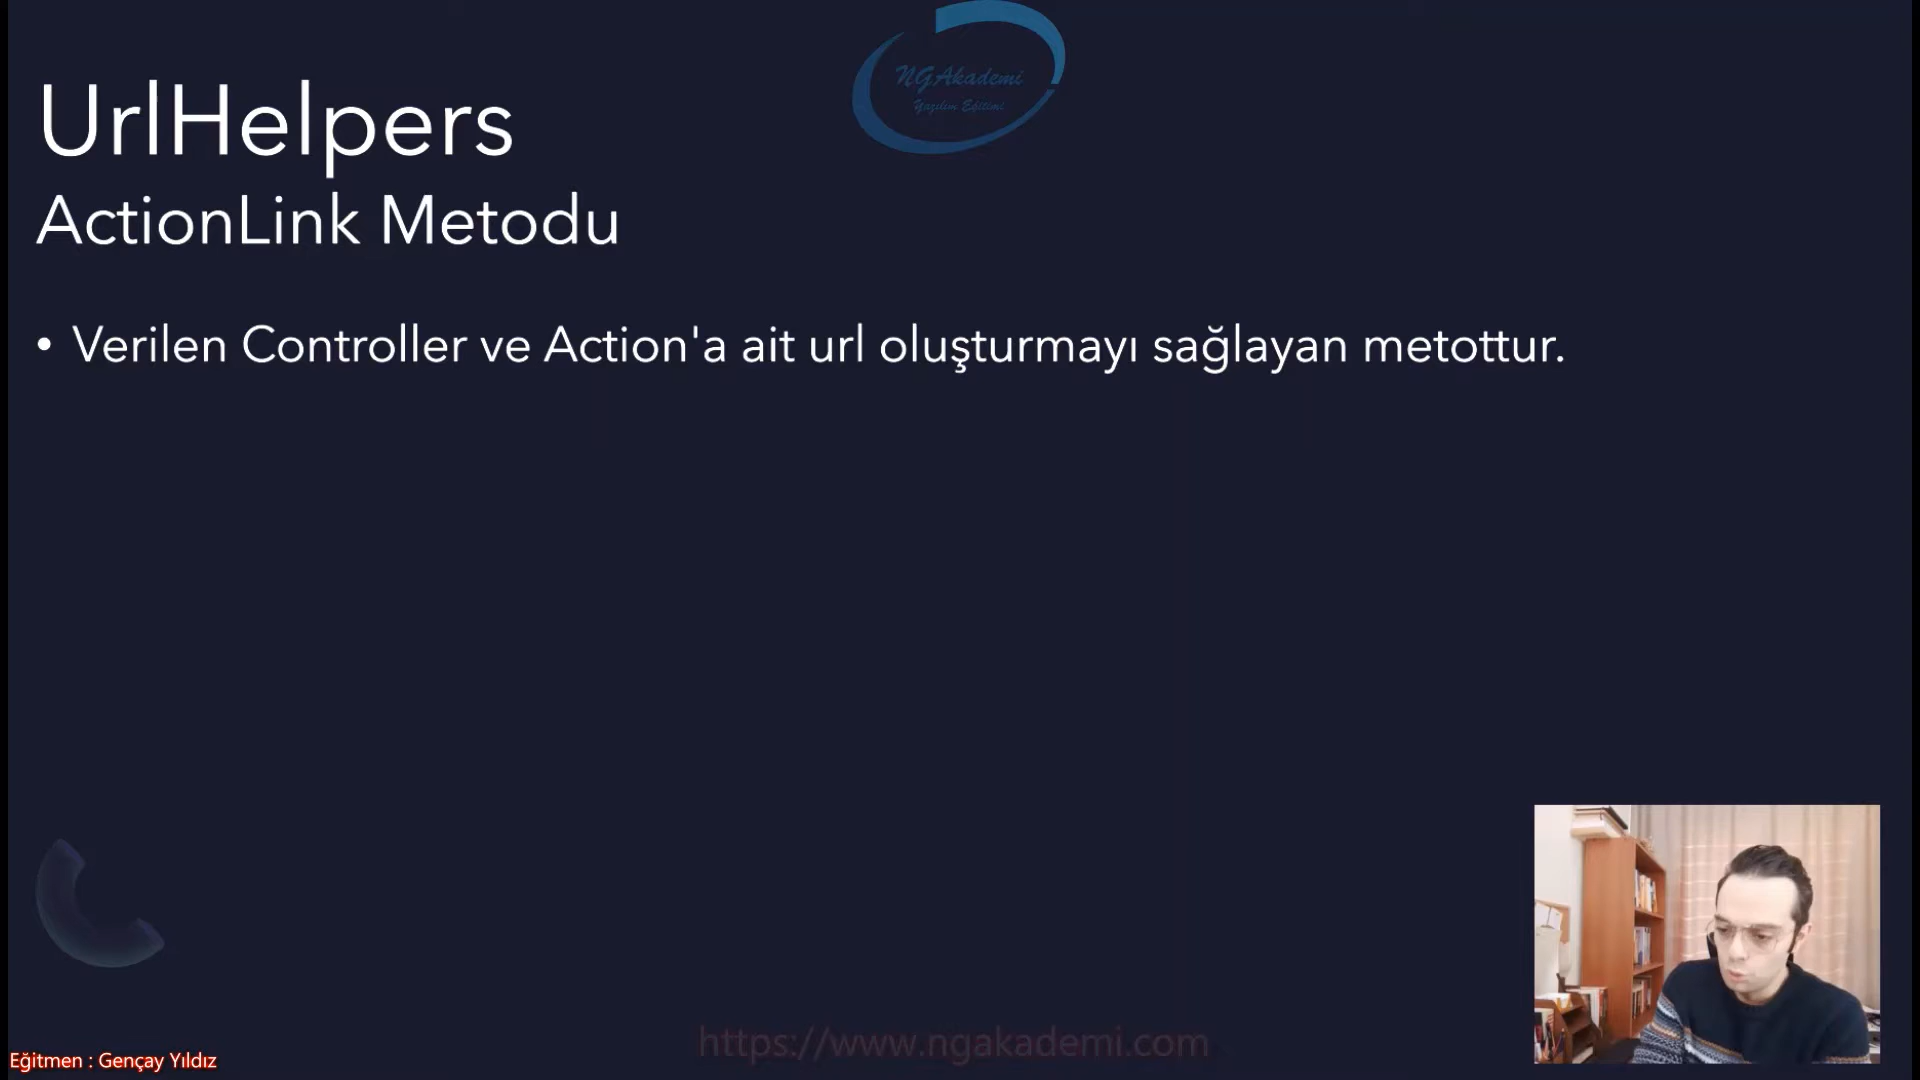 NGAkademi
Yazılım Eğitimi
UrlHelpers
ActionLink Metodu
• Verilen Controller ve Action'a ait url oluşturmayı sağlayan metottur.
https://www.ngakademi.com
Eğitmen : Gençay Yıldız